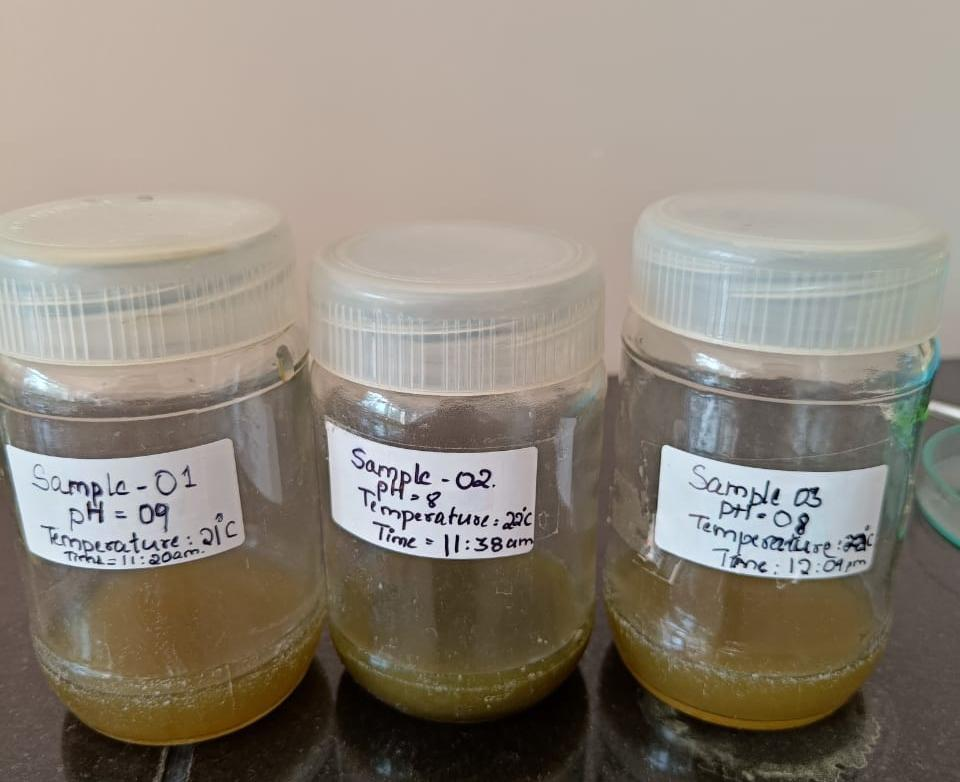 Sample - 01
pH = 09
Temperature: 21°C
Time = 11:20am.
Sample - 02.
pH = 8
Temperature: 22°C
Time = 11:38am
Sample 03
pH = 08
Temperature: 22°C
Time: 12:01pm